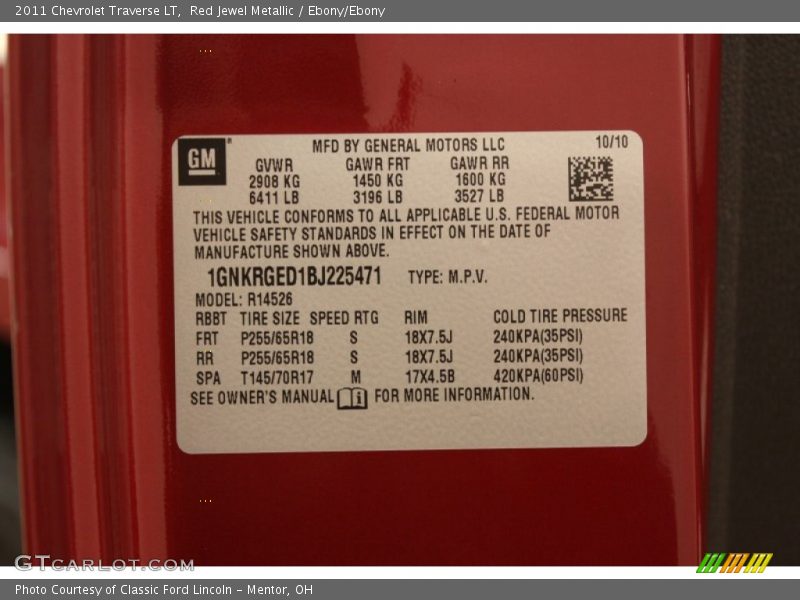 2011 Chevrolet Traverse LT, Red Jewel Metallic / Ebony/Ebony
GM MFD BY GENERAL MOTORS LLC 10/10
GVWR GAWR FRT GAWR RR
2908 KG 1450 KG 1600 KG
6411 LB 3196 LB 3527 LB
THIS VEHICLE CONFORMS TO ALL APPLICABLE U.S. FEDERAL MOTOR
VEHICLE SAFETY STANDARDS IN EFFECT ON THE DATE OF
MANUFACTURE SHOWN ABOVE.
1GNKRGED1BJ225471 TYPE: M.P.V.
MODEL: R14526
RBBT TIRE SIZE SPEED RTG RIM COLD TIRE PRESSURE
FRT P255/65R18 S 18X7.5J 240KPA(35PSI)
RR P255/65R18 S 18X7.5J 240KPA(35PSI)
SPA T145/70R17 M 17X4.5B 420KPA(60PSI)
SEE OWNER'S MANUAL FOR MORE INFORMATION.
GTCARLOT.COM
Photo Courtesy of Classic Ford Lincoln - Mentor, OH